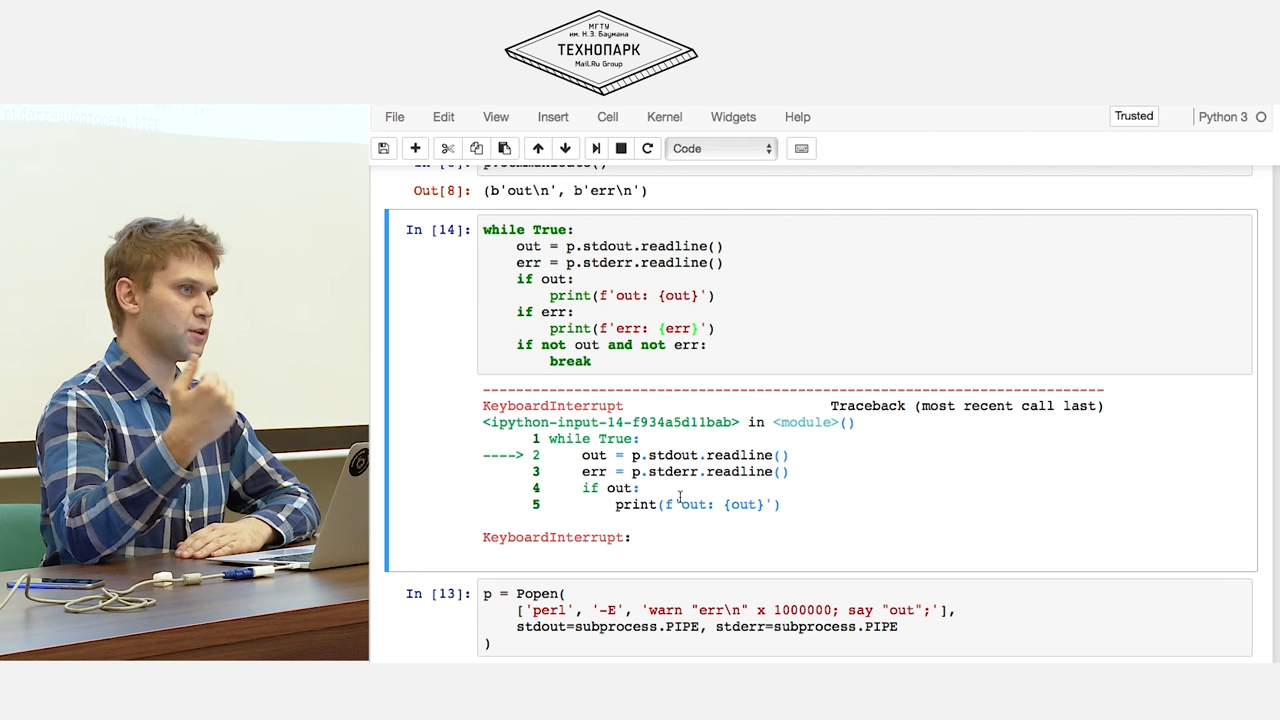 МГТУ
им. Н.Э. Баумана
ТЕХНОПАРК
Mail.Ru Group
stderr=subprocess.PIPE
File Edit View Insert Cell Kernel Widgets Help Trusted Python 3
Code
Out[8]: (b'out\n', b'err\n')
In [14]: while True:
    out = p.stdout.readline()
    err = p.stderr.readline()
    if out:
        print(f'out: {out}')
    if err:
        print(f'err: {err}')
    if not out and not err:
        break
---------------------------------------------------------------------------
KeyboardInterrupt Traceback (most recent call last)
<ipython-input-14-f934a5d11bab> in <module>()
      1 while True:
----> 2     out = p.stdout.readline()
      3     err = p.stderr.readline()
      4     if out:
      5         print(f'out: {out}')
KeyboardInterrupt:
In [13]: p = Popen(
    ['perl', '-E', 'warn "err\n" x 1000000; say "out";'],
    stdout=subprocess.PIPE, stderr=subprocess.PIPE
)